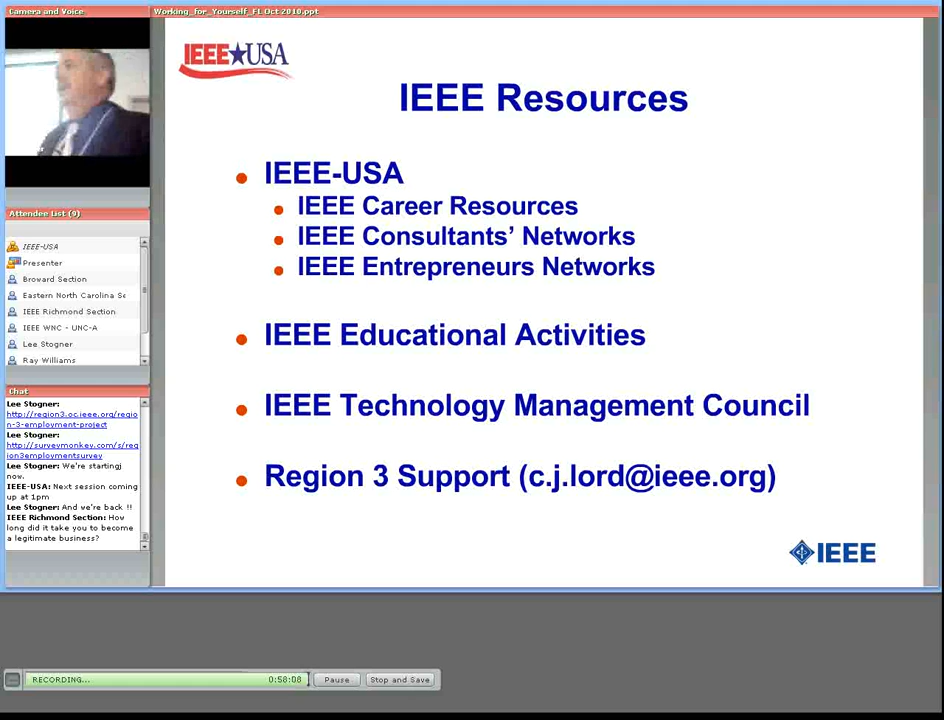 Camera and Voice
Working_for_Yourself_FL Oct 2010.ppt
IEEE USA
IEEE Resources
IEEE-USA
IEEE Career Resources
IEEE Consultants’ Networks
IEEE Entrepreneurs Networks
IEEE Educational Activities
IEEE Technology Management Council
Region 3 Support (c.j.lord@ieee.org)
IEEE
Attendee List (9)
IEEE-USA
Presenter
Broward Section
Eastern North Carolina Se
IEEE Richmond Section
IEEE WNC - UNC-A
Lee Stogner
Ray Williams
Chat
Lee Stogner:
http://region3.oc.ieee.org/regio
n-3-employment-project
Lee Stogner:
http://surveymonkey.com/s/reg
ion3employmentsurvey
Lee Stogner: We're startingj
now.
IEEE-USA: Next session coming
up at 1pm
Lee Stogner: And we're back !!
IEEE Richmond Section: How
long did it take you to become
a legitimate business?
RECORDING...
0:58:08
Pause
Stop and Save